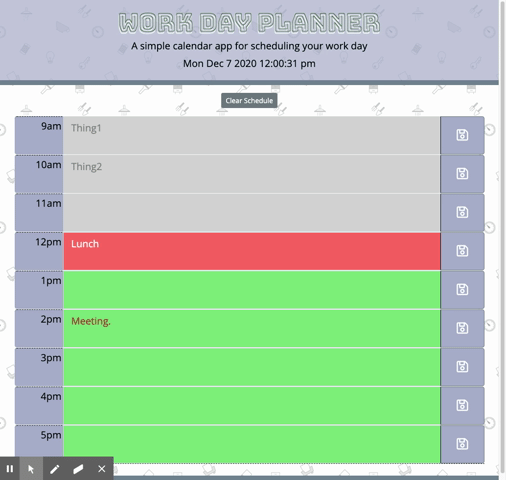 WORK DAY PLANNER
A simple calendar app for scheduling your work day
Mon Dec 7 2020 12:00:31 pm
Clear Schedule
9am Thing1
10am Thing2
11am
12pm Lunch
1pm
2pm Meeting.
3pm
4pm
5pm